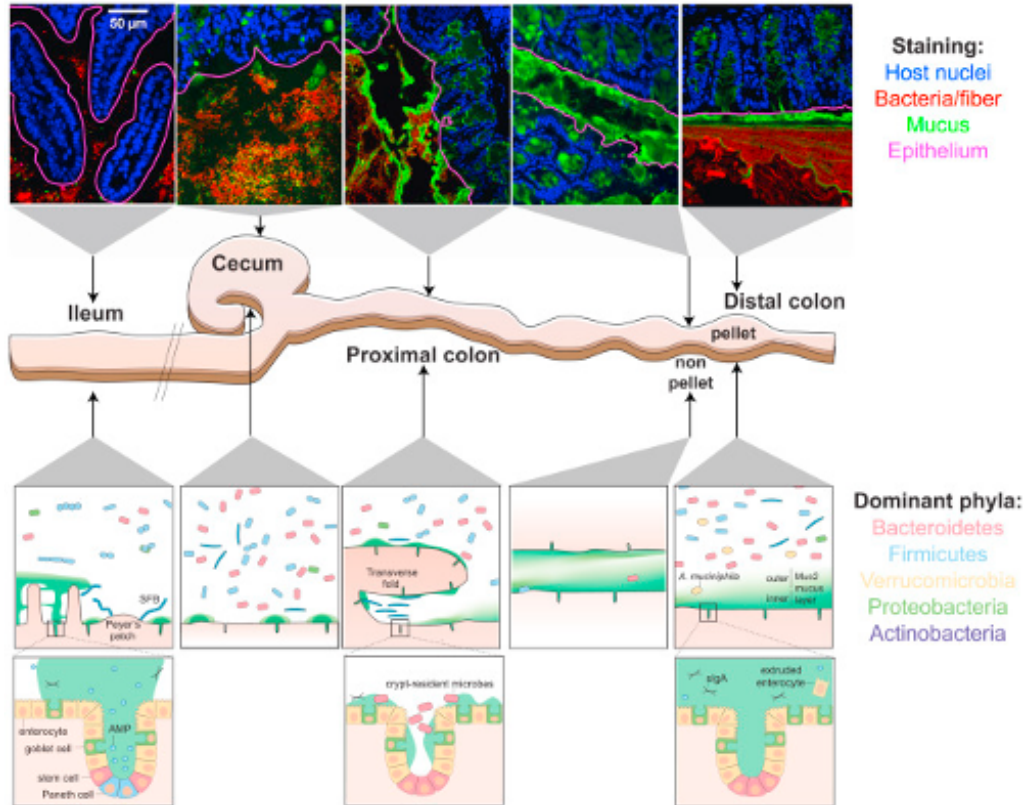 50 µm
Staining:
Host nuclei
Bacteria/fiber
Mucus
Epithelium
Cecum
Ileum
Distal colon
pellet
Proximal colon
non
pellet
Dominant phyla:
Bacteroidetes
Firmicutes
Verrucomicrobia
Proteobacteria
Actinobacteria
SFB
Peyer's
patch
Transverse
fold
A. muciniphila
outer
inner
Muc2
mucus
layer
AMP
enterocyte
goblet cell
stem cell
Paneth cell
crypt-resident microbes
sIgA
extruded
enterocyte